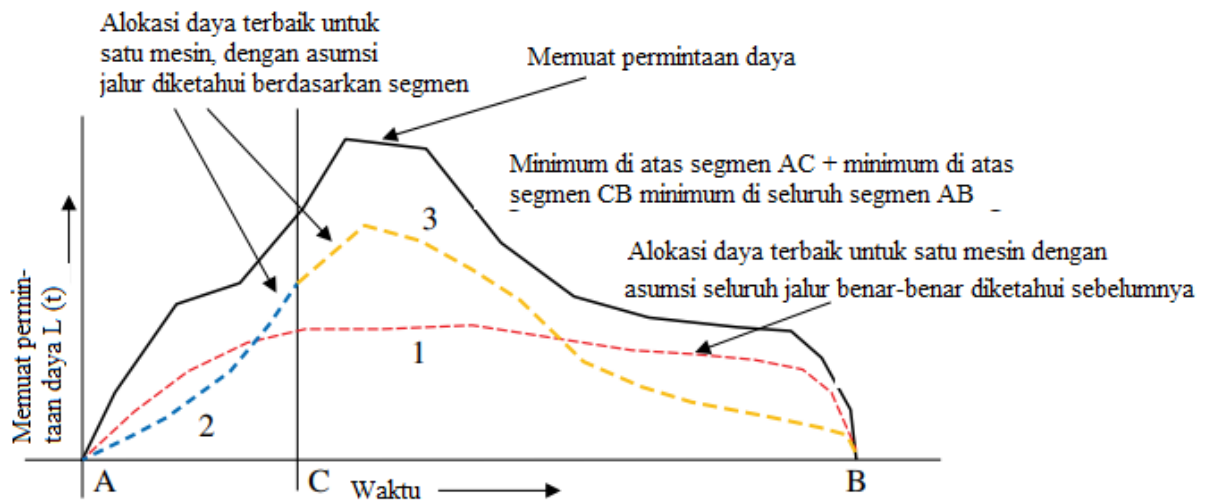 Alokasi daya terbaik untuk
satu mesin, dengan asumsi
jalur diketahui berdasarkan segmen
Memuat permintaan daya
Minimum di atas segmen AC + minimum di atas
segmen CB minimum di seluruh segmen AB
Alokasi daya terbaik untuk satu mesin dengan
asumsi seluruh jalur benar-benar diketahui sebelumnya
Memuat permin-
taan daya L (t)
3
1
2
A
C
Waktu
B